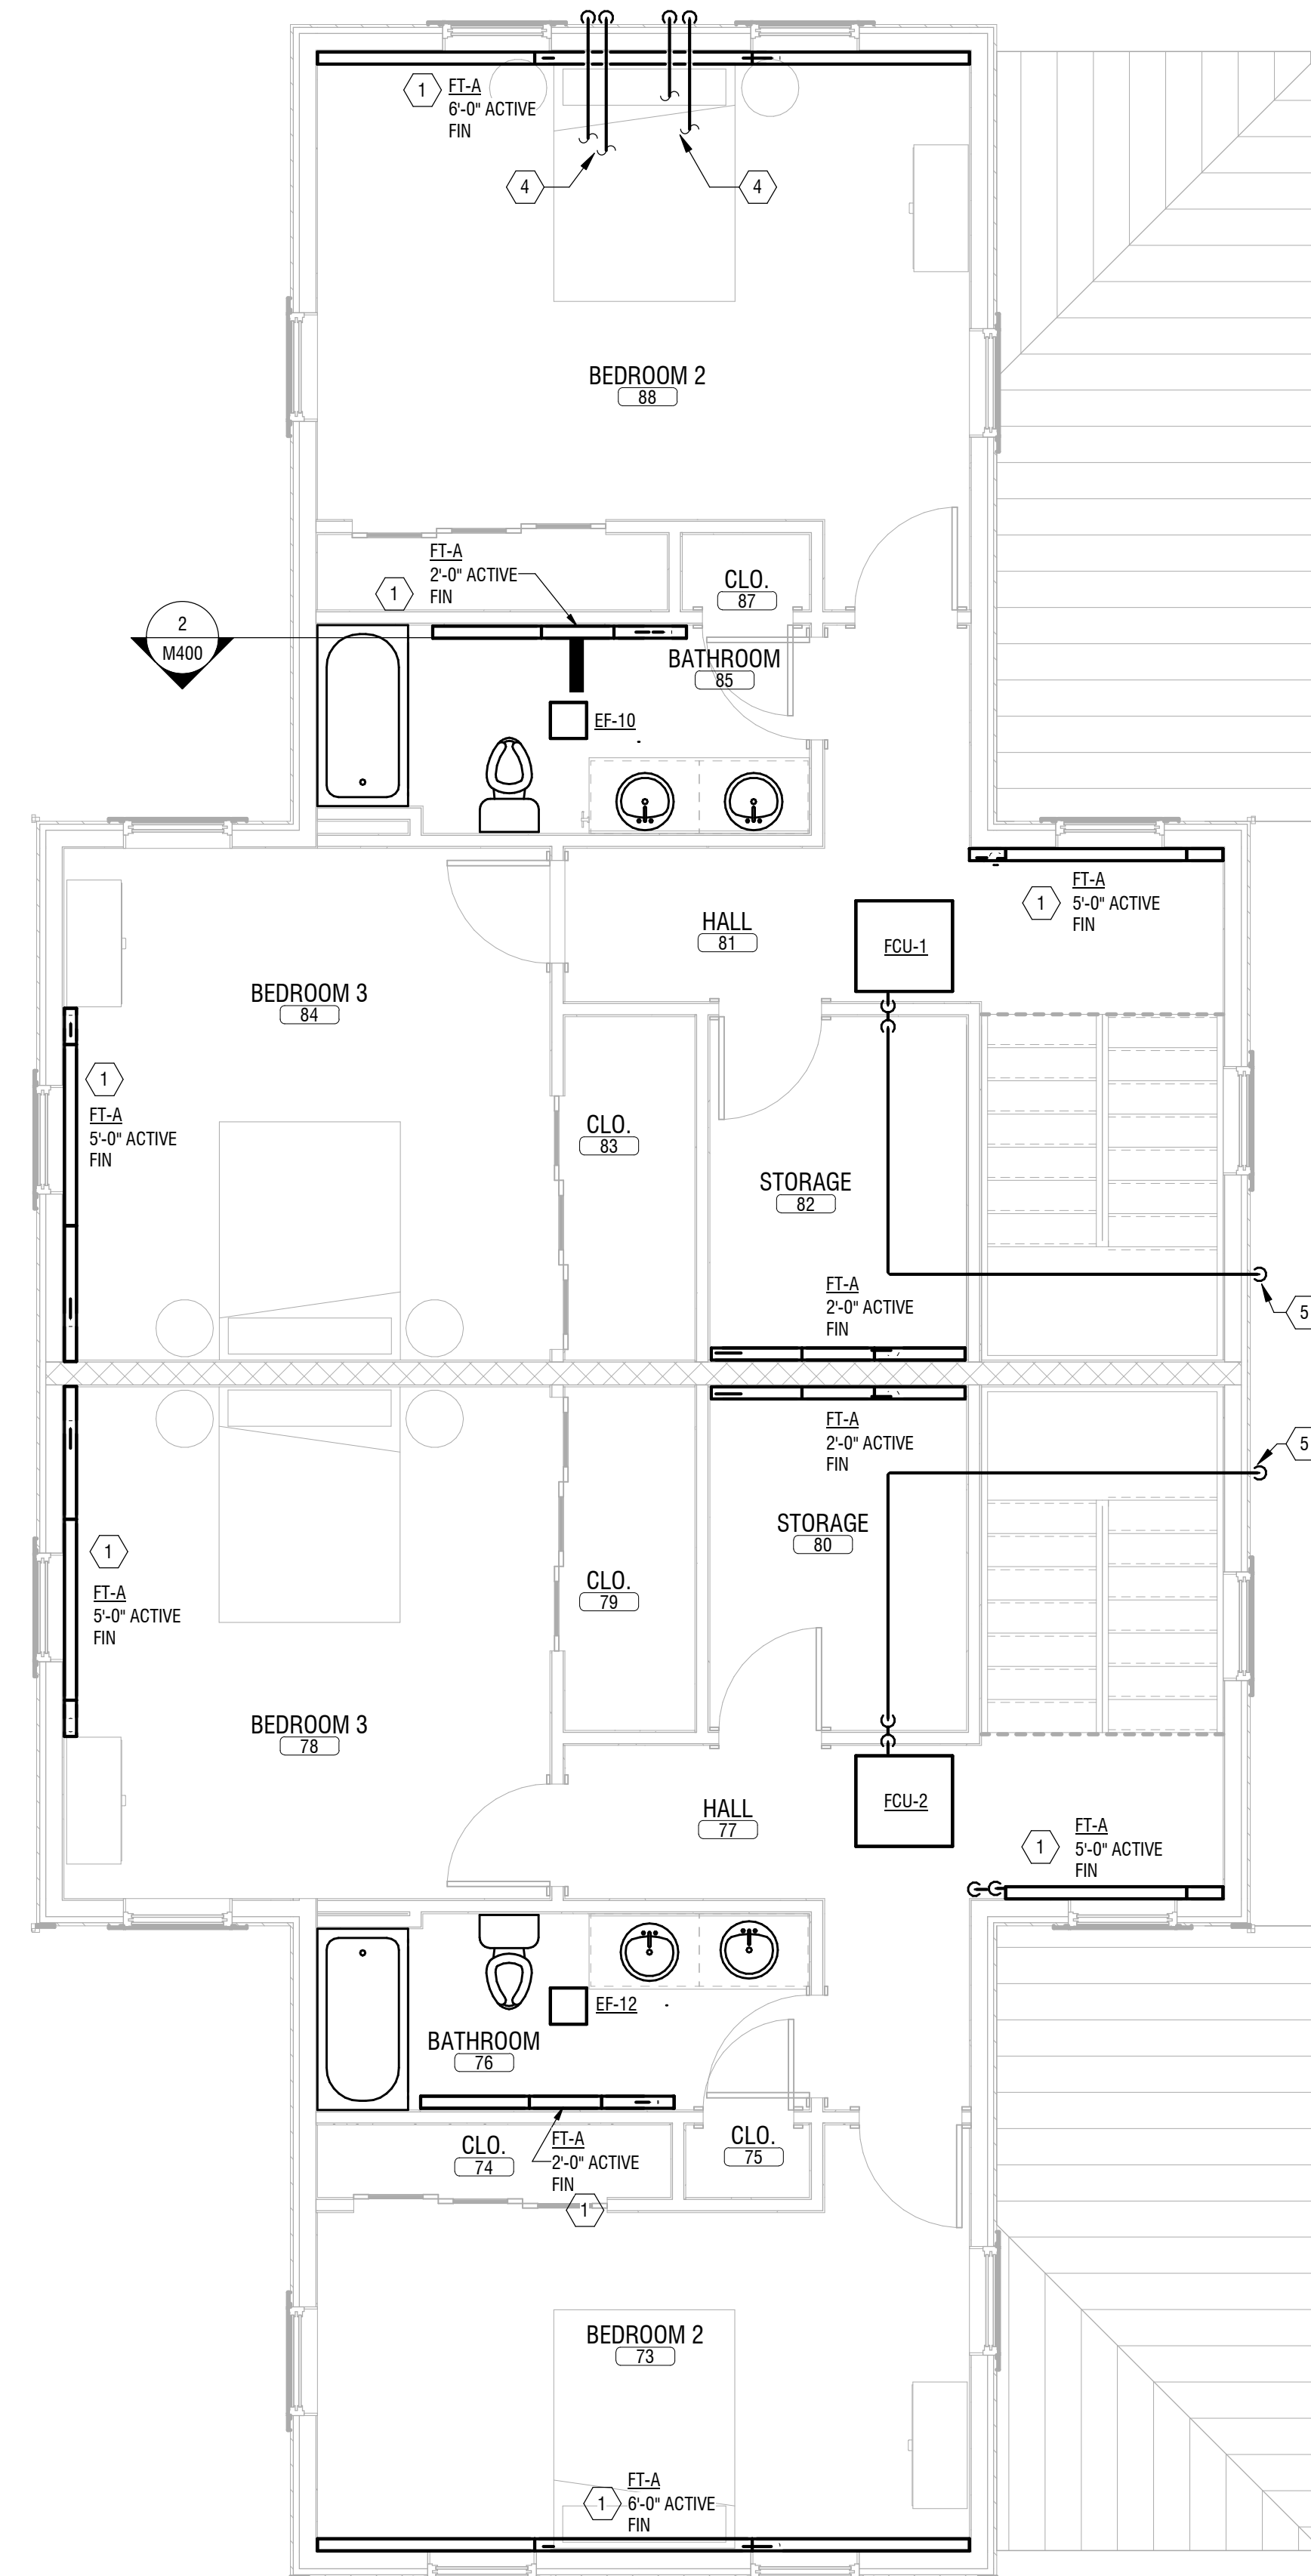 1
FT-A
6'-0" ACTIVE
FIN
4
4
BEDROOM 2
88
FT-A
2'-0" ACTIVE
FIN
1
CLO.
87
2
M400
BATHROOM
85
EF-10
1
FT-A
5'-0" ACTIVE
FIN
HALL
81
FCU-1
BEDROOM 3
84
1
FT-A
5'-0" ACTIVE
FIN
CLO.
83
STORAGE
82
FT-A
2'-0" ACTIVE
FIN
5
FT-A
2'-0" ACTIVE
FIN
5
STORAGE
80
1
FT-A
5'-0" ACTIVE
FIN
CLO.
79
BEDROOM 3
78
HALL
77
FCU-2
1
FT-A
5'-0" ACTIVE
FIN
EF-12
BATHROOM
76
CLO.
74
FT-A
2'-0" ACTIVE
FIN
1
CLO.
75
BEDROOM 2
73
1
FT-A
6'-0" ACTIVE
FIN